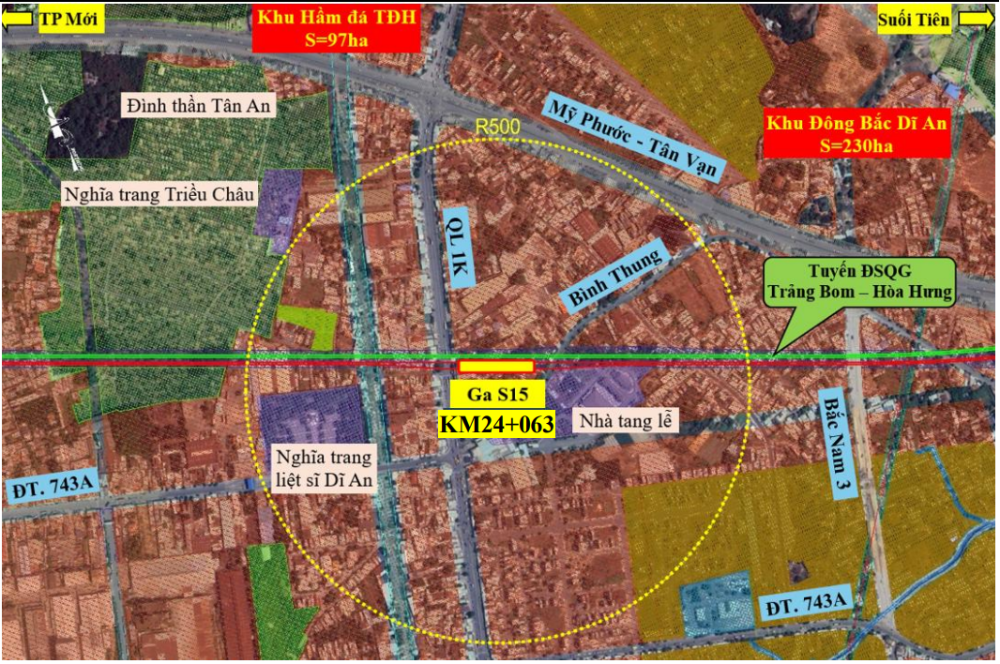 TP Mới
Khu Hầm đá TĐH
S=97ha
Suối Tiên
Đình thần Tân An
Mỹ Phước - Tân Vạn
Khu Đông Bắc Dĩ An
S=230ha
R500
Nghĩa trang Triều Châu
QL 1K
Bình Thung
Tuyến ĐSQG
Trảng Bom – Hòa Hưng
Ga S15
KM24+063
Nhà tang lễ
Bắc Nam 3
Nghĩa trang
liệt sĩ Dĩ An
ĐT. 743A
ĐT. 743A